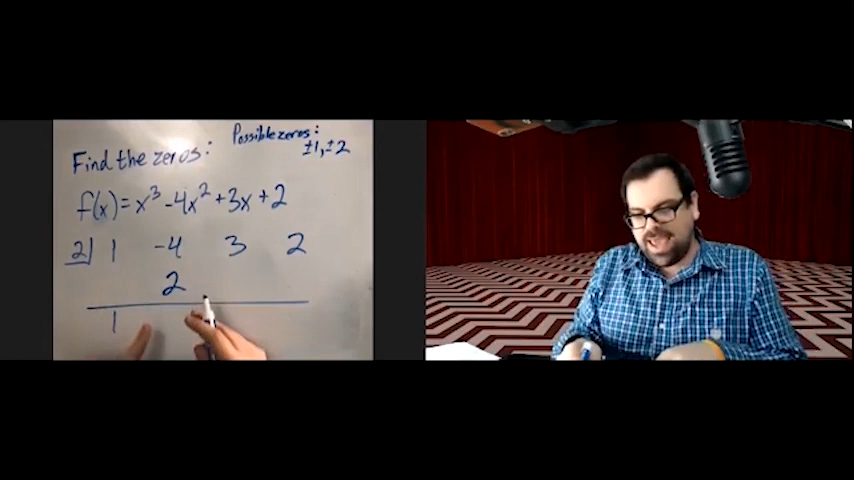 Possible zeros:
±1, ±2
Find the zeros:
f(x) = x³ - 4x² + 3x + 2
2| 1 -4 3 2
2
1